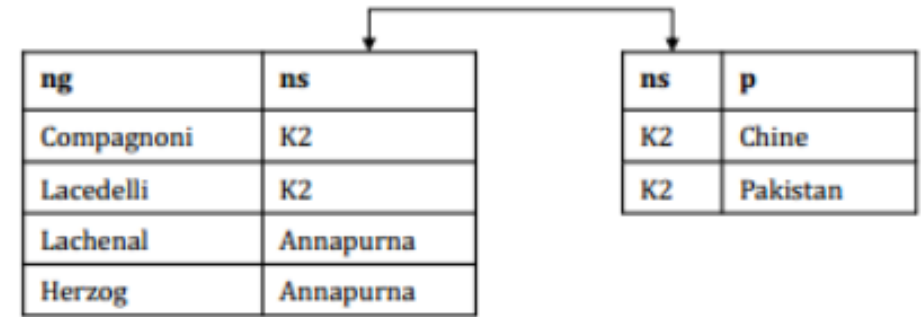 ng ns ns p
Compagnoni K2 K2 Chine
Lacedelli K2 K2 Pakistan
Lachenal Annapurna
Herzog Annapurna